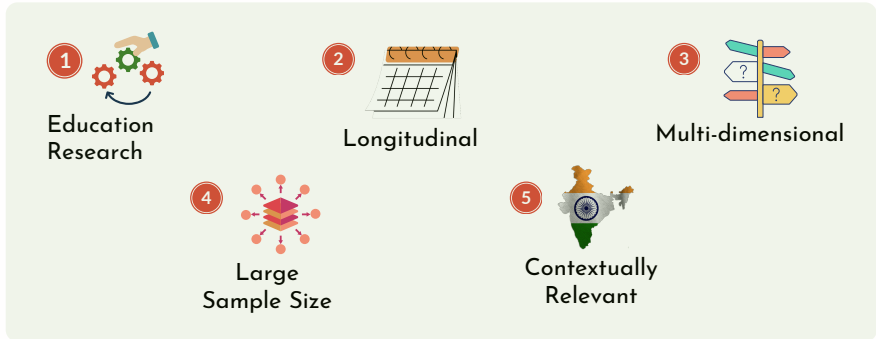 1
Education
Research
2
Longitudinal
3
? ?
Multi-dimensional
4
Large
Sample Size
5
Contextually
Relevant